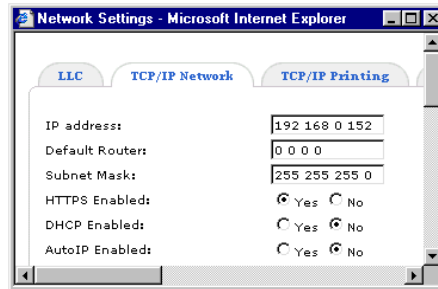 Network Settings - Microsoft Internet Explorer
LLC TCP/IP Network TCP/IP Printing
IP address: 192 168 0 152
Default Router: 0 0 0 0
Subnet Mask: 255 255 255 0
HTTPS Enabled: Yes No
DHCP Enabled: Yes No
AutoIP Enabled: Yes No